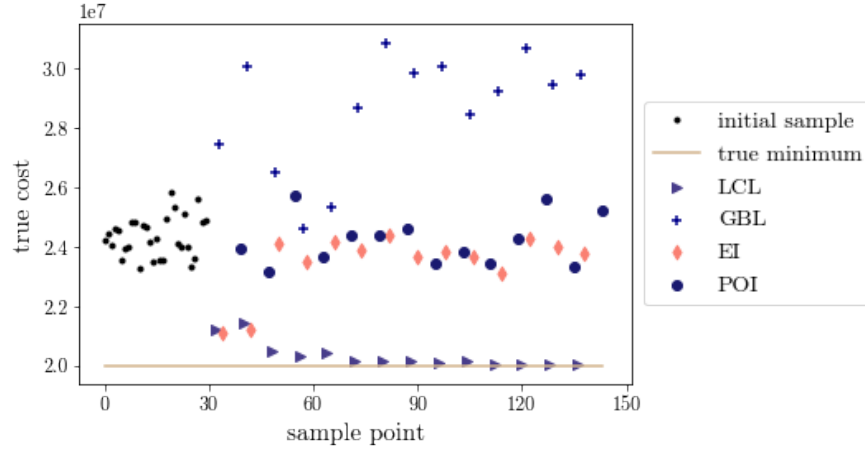 1e7
3.0
2.8
2.6
2.4
2.2
2.0
true cost
0
30
60
90
120
150
sample point
initial sample
true minimum
LCL
GBL
EI
POI